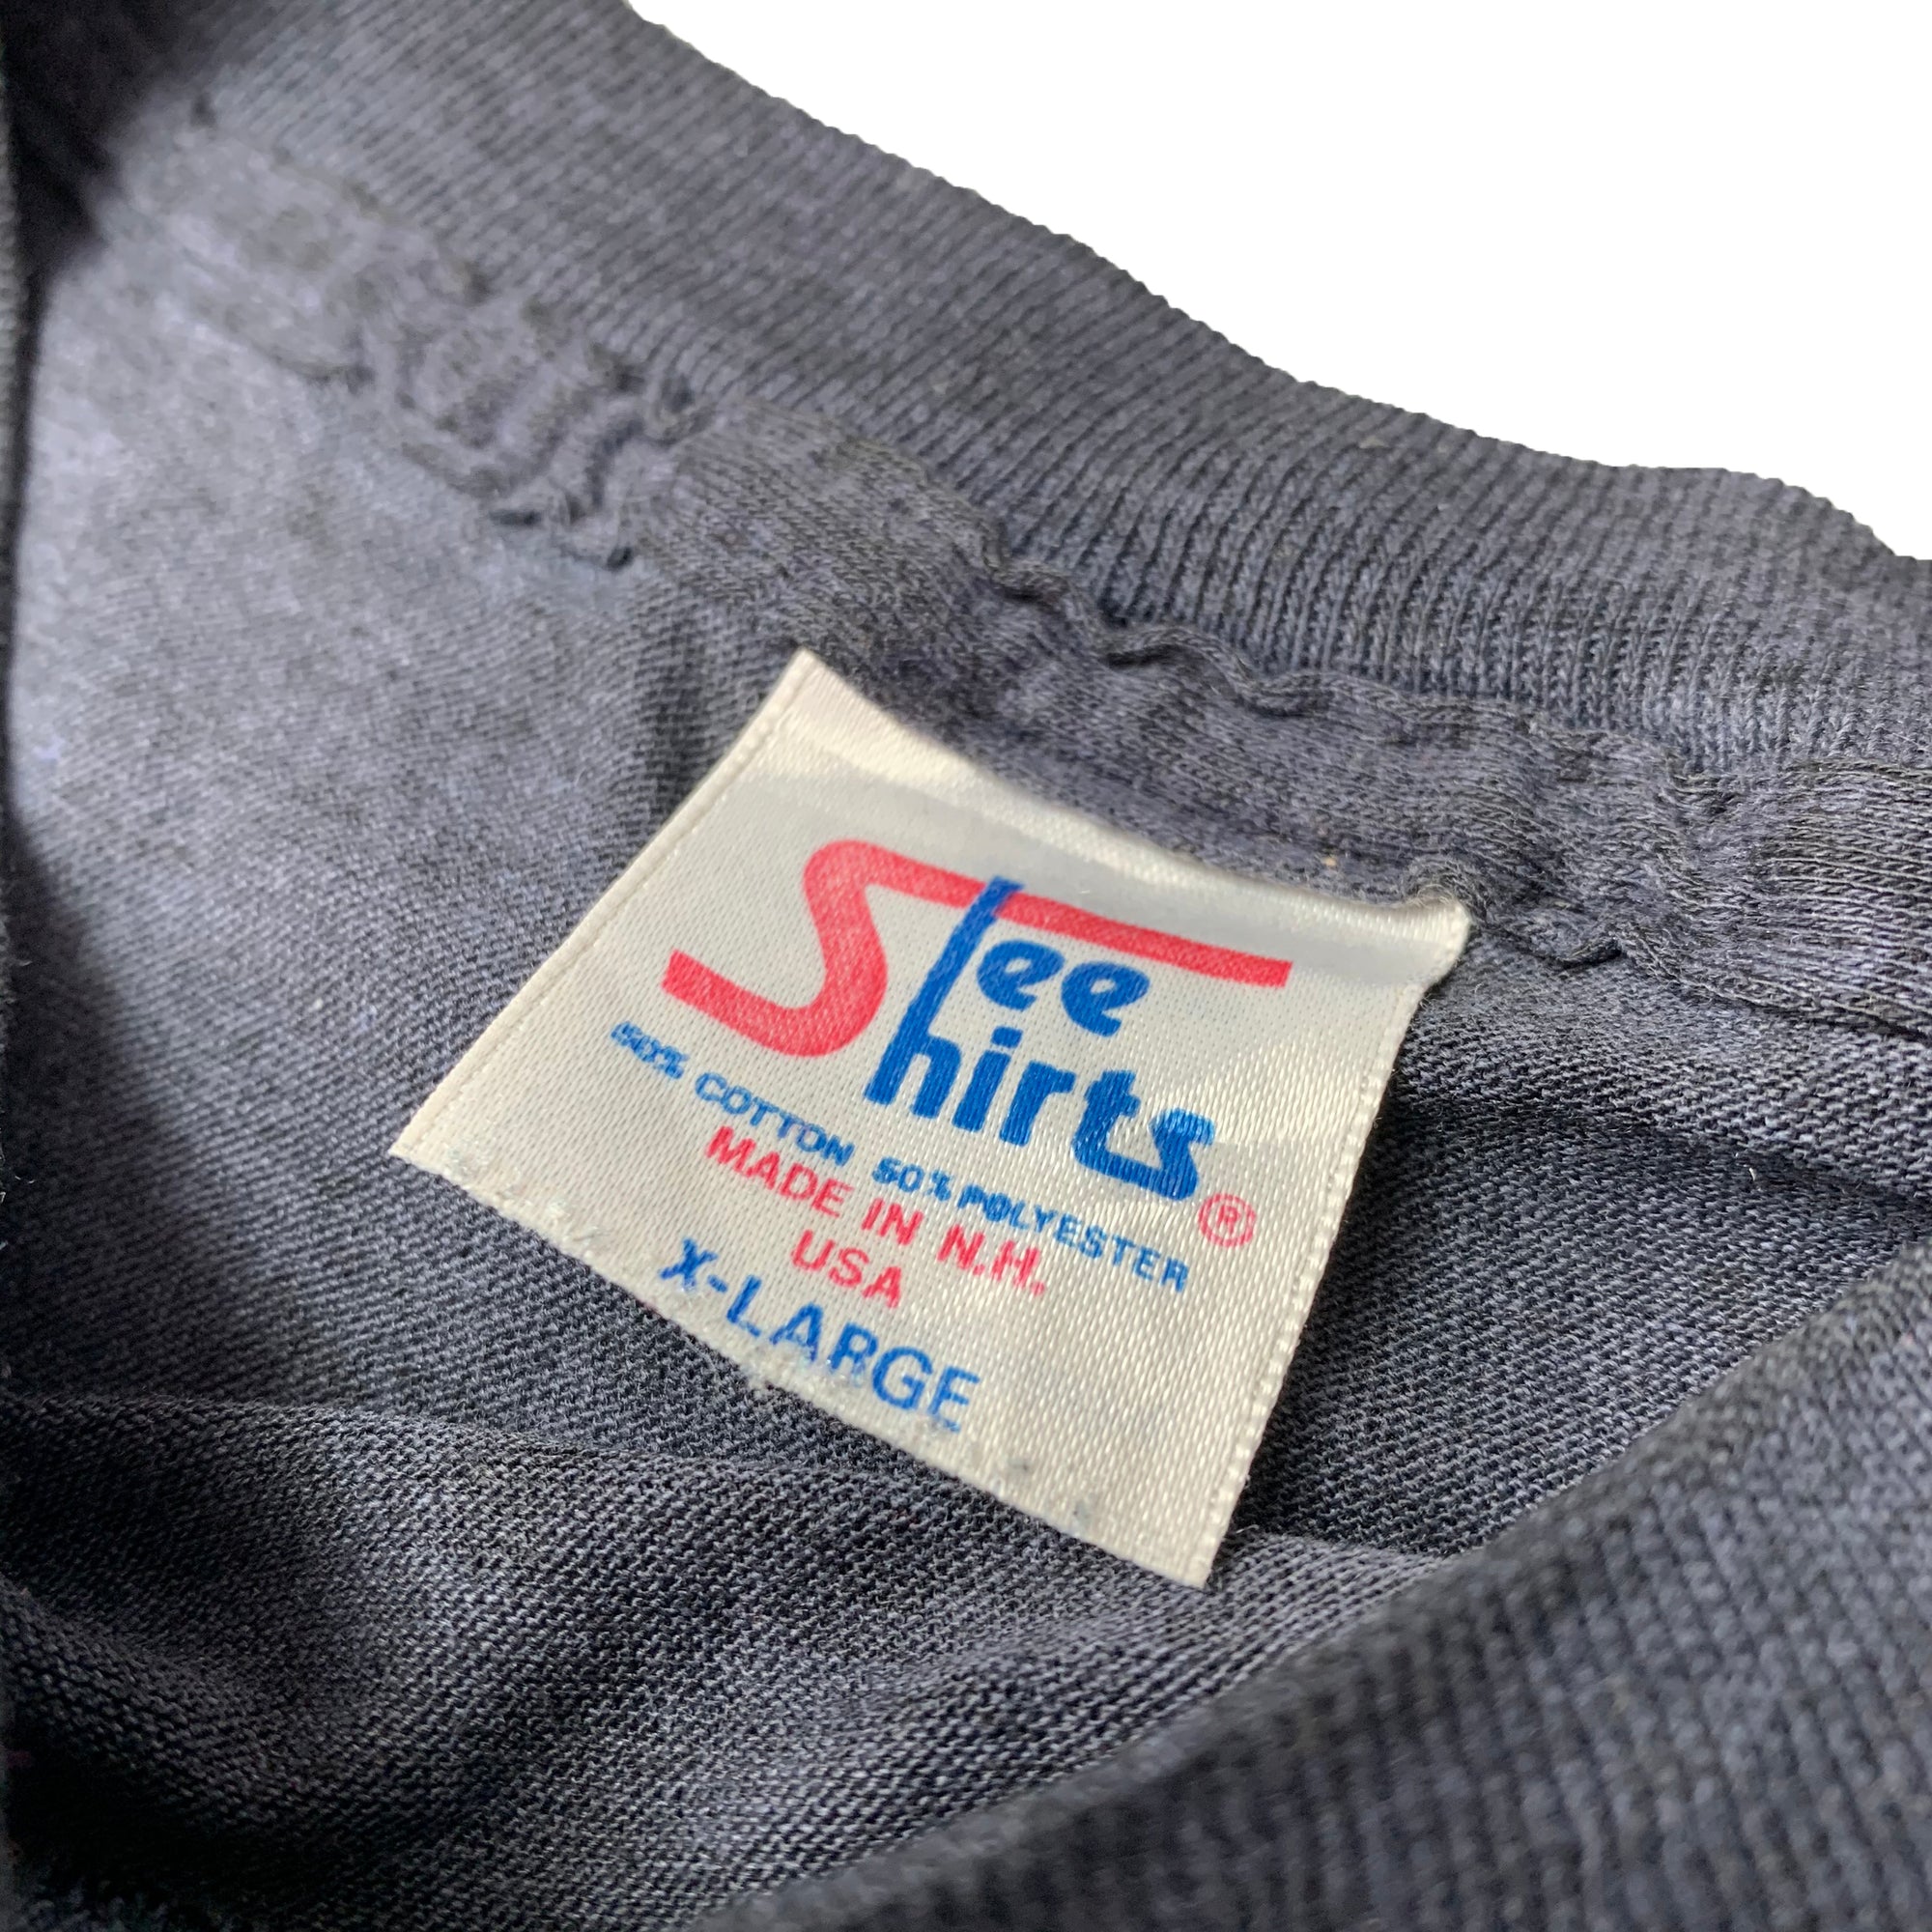 Tee
Shirts ®
50% COTTON 50% POLYESTER
MADE IN N.H.
USA
X-LARGE